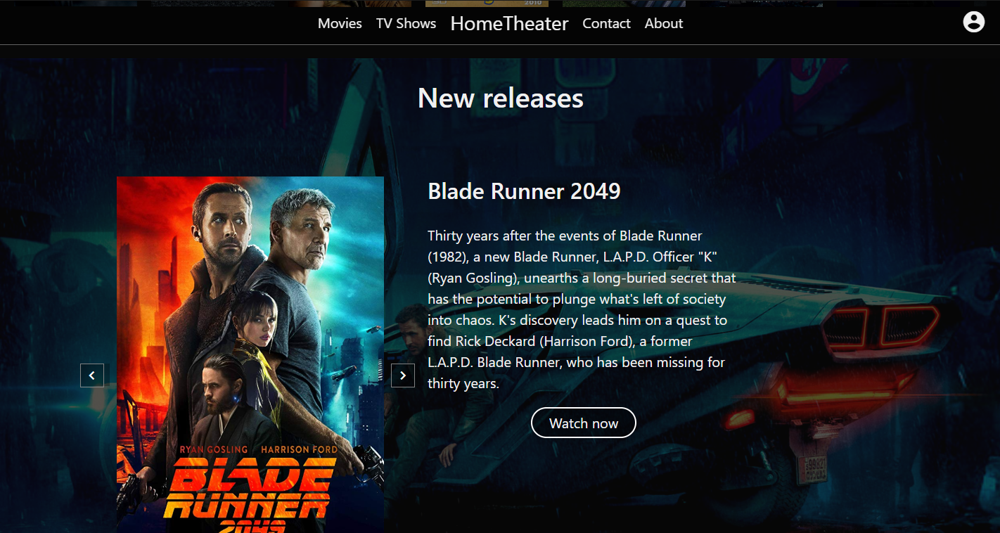 2010
Movies TV Shows HomeTheater Contact About
New releases
Blade Runner 2049
Thirty years after the events of Blade Runner
(1982), a new Blade Runner, L.A.P.D. Officer "K"
(Ryan Gosling), unearths a long-buried secret that
has the potential to plunge what's left of society
into chaos. K's discovery leads him on a quest to
find Rick Deckard (Harrison Ford), a former
L.A.P.D. Blade Runner, who has been missing for
thirty years.
Watch now
RYAN GOSLING HARRISON FORD
BLADE
RUNNER
2049